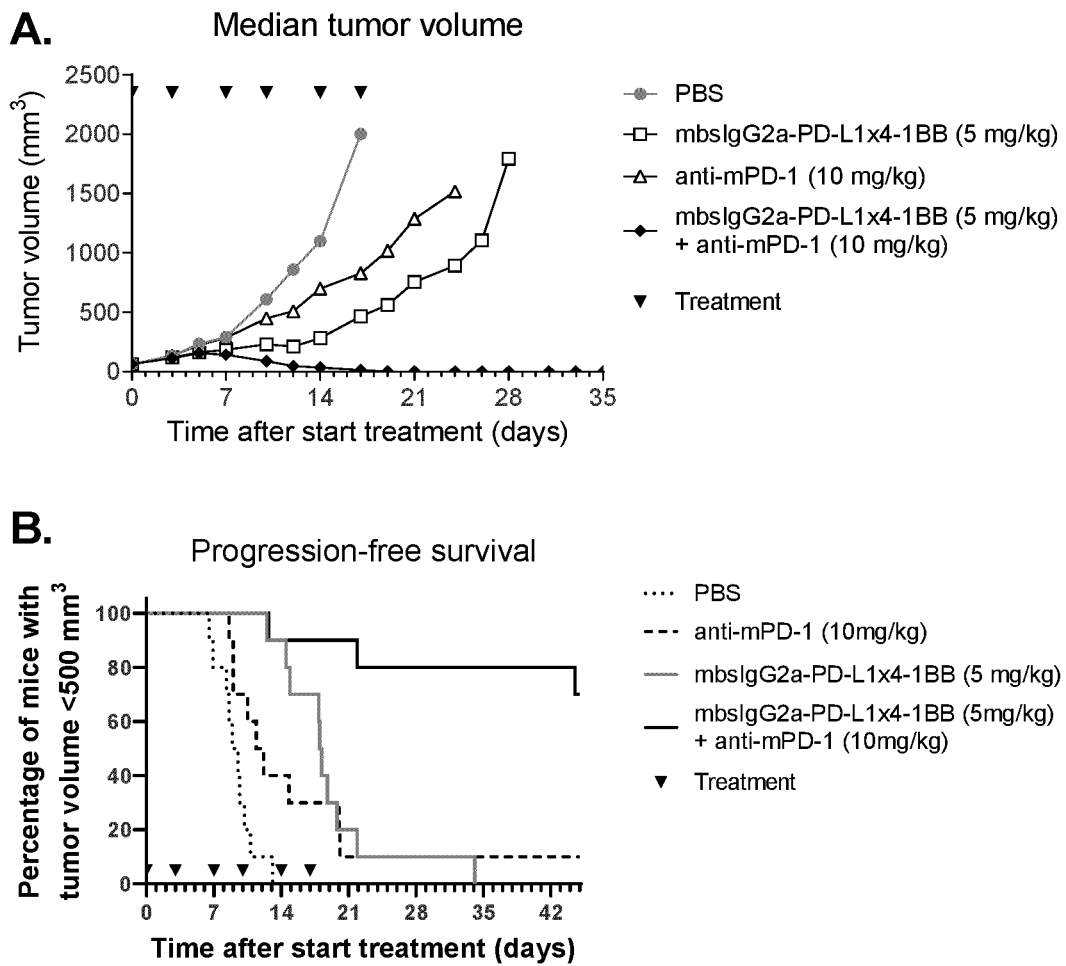 A.
Median tumor volume
Tumor volume (mm3)
2500
2000
1500
1000
500
0
0 7 14 21 28 35
Time after start treatment (days)
PBS
mbsIgG2a-PD-L1x4-1BB (5 mg/kg)
anti-mPD-1 (10 mg/kg)
mbsIgG2a-PD-L1x4-1BB (5 mg/kg)
+ anti-mPD-1 (10 mg/kg)
Treatment
B.
Progression-free survival
Percentage of mice with
tumor volume <500 mm3
100
80
60
40
20
0
0 7 14 21 28 35 42
Time after start treatment (days)
PBS
anti-mPD-1 (10mg/kg)
mbsIgG2a-PD-L1x4-1BB (5 mg/kg)
mbsIgG2a-PD-L1x4-1BB (5mg/kg)
+ anti-mPD-1 (10mg/kg)
Treatment